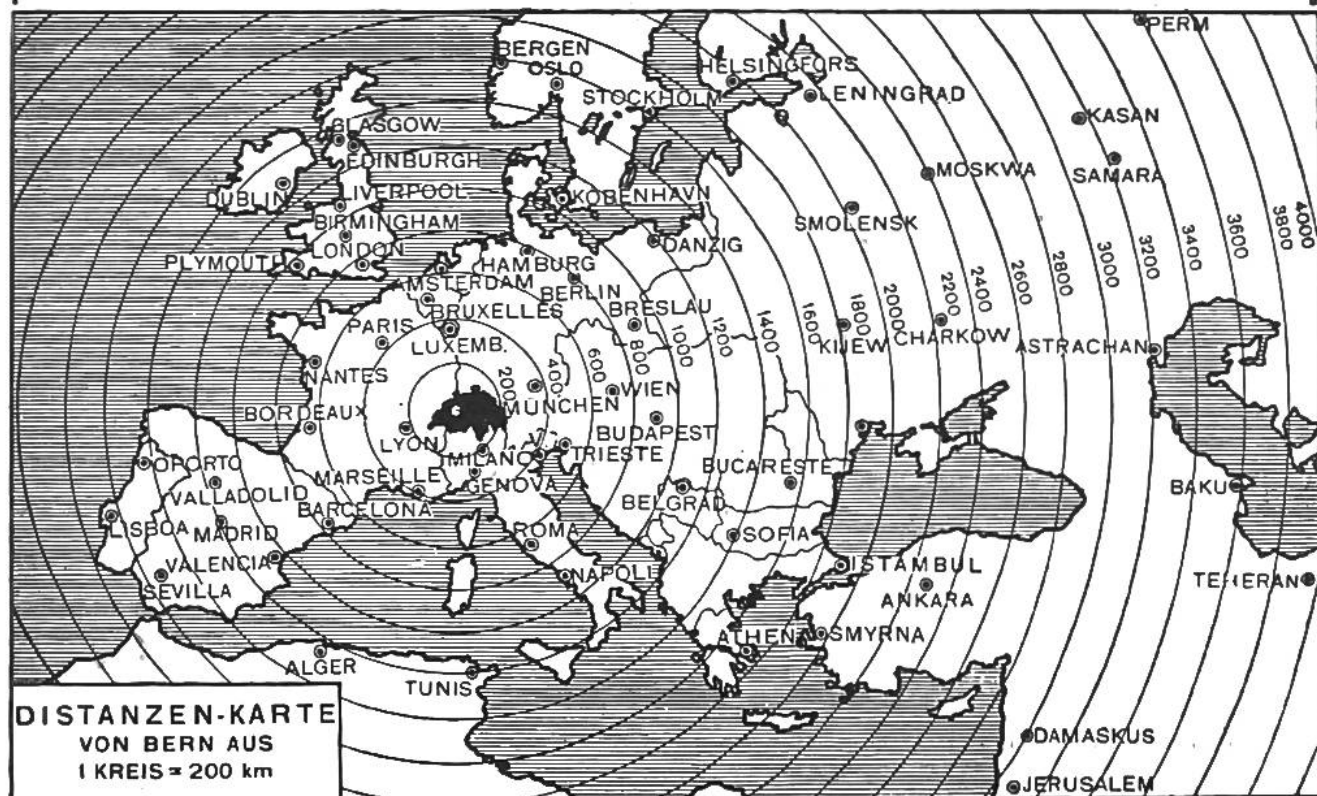 PERM
BERGEN
OSLO
HELSINGFORS
STOCKHOLM
LENINGRAD
KASAN
GLASGOW
EDINBURGH
MOSKWA
SAMARA
DUBLIN
LIVERPOOL
KÖBENHAVN
SMOLENSK
BIRMINGHAM
LONDON
DANZIG
PLYMOUTH
HAMBURG
AMSTERDAM
BERLIN
BRUXELLES
BRESLAU
PARIS
LUXEMB.
KIJEW
CHARKOW
ASTRACHAN
NANTES
200
400
600
800
1000
1200
1400
1600
1800
2000
2200
2400
2600
2800
3000
3200
3400
3600
3800
4000
WIEN
MÜNCHEN
BORDEAUX
BUDAPEST
LYON
MILANO
TRIESTE
OPORTO
MARSEILLE
GENOVA
BUCARESTE
VALLADOLID
BELGRAD
BAKU
BARCELONA
LISBOA
MADRID
ROMA
SOFIA
VALENCIA
NAPOLI
ISTAMBUL
TEHERAN
SEVILLA
ANKARA
ATHEN
SMYRNA
ALGER
TUNIS
DAMASKUS
JERUSALEM
DISTANZEN-KARTE
VON BERN AUS
1 KREIS = 200 km